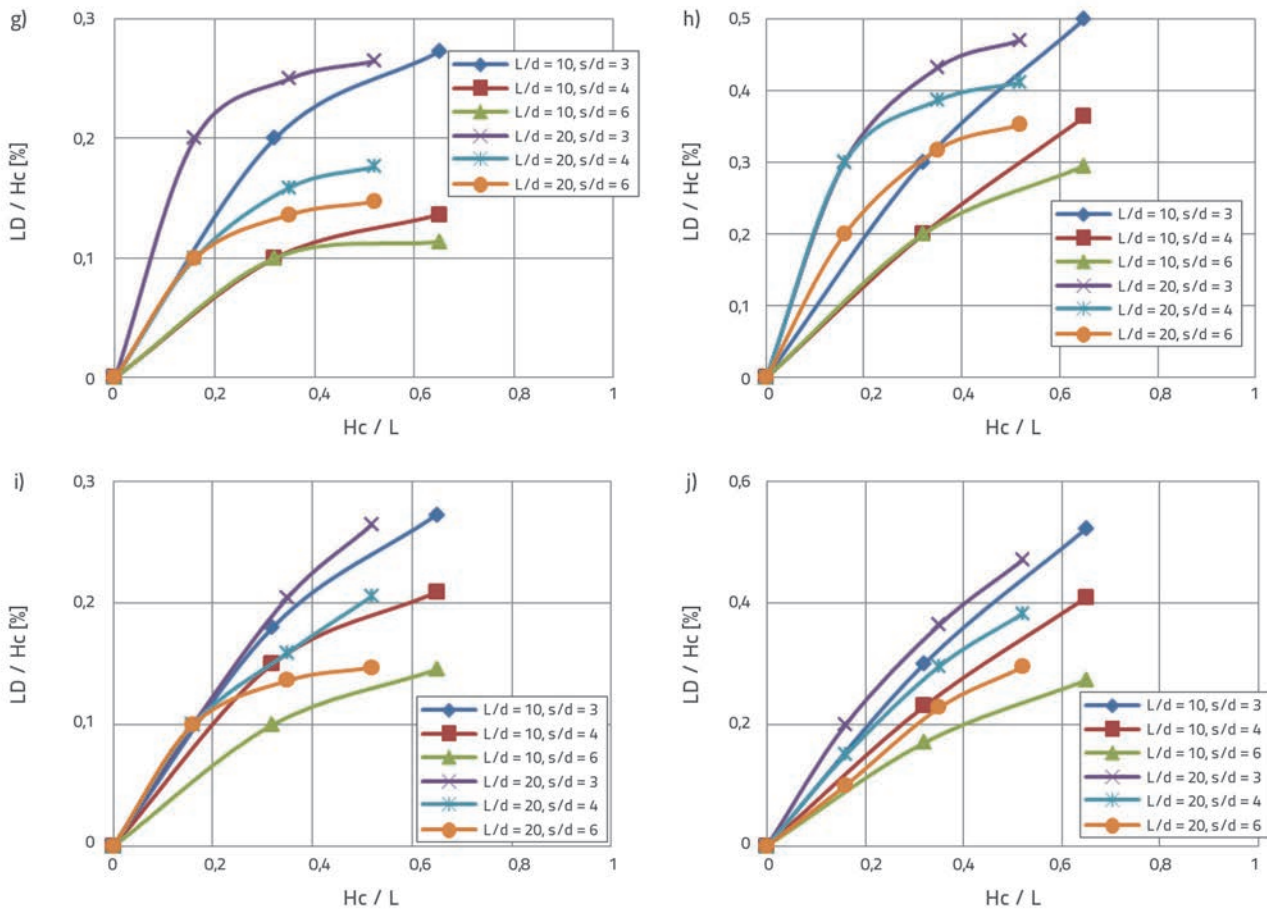 g)
0,3
0,2
0,1
0
LD / Hc [%]
0
0,2
0,4
0,6
0,8
1
Hc / L
L/d = 10, s/d = 3
L/d = 10, s/d = 4
L/d = 10, s/d = 6
L/d = 20, s/d = 3
L/d = 20, s/d = 4
L/d = 20, s/d = 6
h)
0,5
0,4
0,3
0,2
0,1
0
LD / Hc [%]
0
0,2
0,4
0,6
0,8
1
Hc / L
L/d = 10, s/d = 3
L/d = 10, s/d = 4
L/d = 10, s/d = 6
L/d = 20, s/d = 3
L/d = 20, s/d = 4
L/d = 20, s/d = 6
i)
0,3
0,2
0,1
0
LD / Hc [%]
0
0,2
0,4
0,6
0,8
1
Hc / L
L/d = 10, s/d = 3
L/d = 10, s/d = 4
L/d = 10, s/d = 6
L/d = 20, s/d = 3
L/d = 20, s/d = 4
L/d = 20, s/d = 6
j)
0,6
0,4
0,2
0
LD / Hc [%]
0
0,2
0,4
0,6
0,8
1
Hc / L
L/d = 10, s/d = 3
L/d = 10, s/d = 4
L/d = 10, s/d = 6
L/d = 20, s/d = 3
L/d = 20, s/d = 4
L/d = 20, s/d = 6